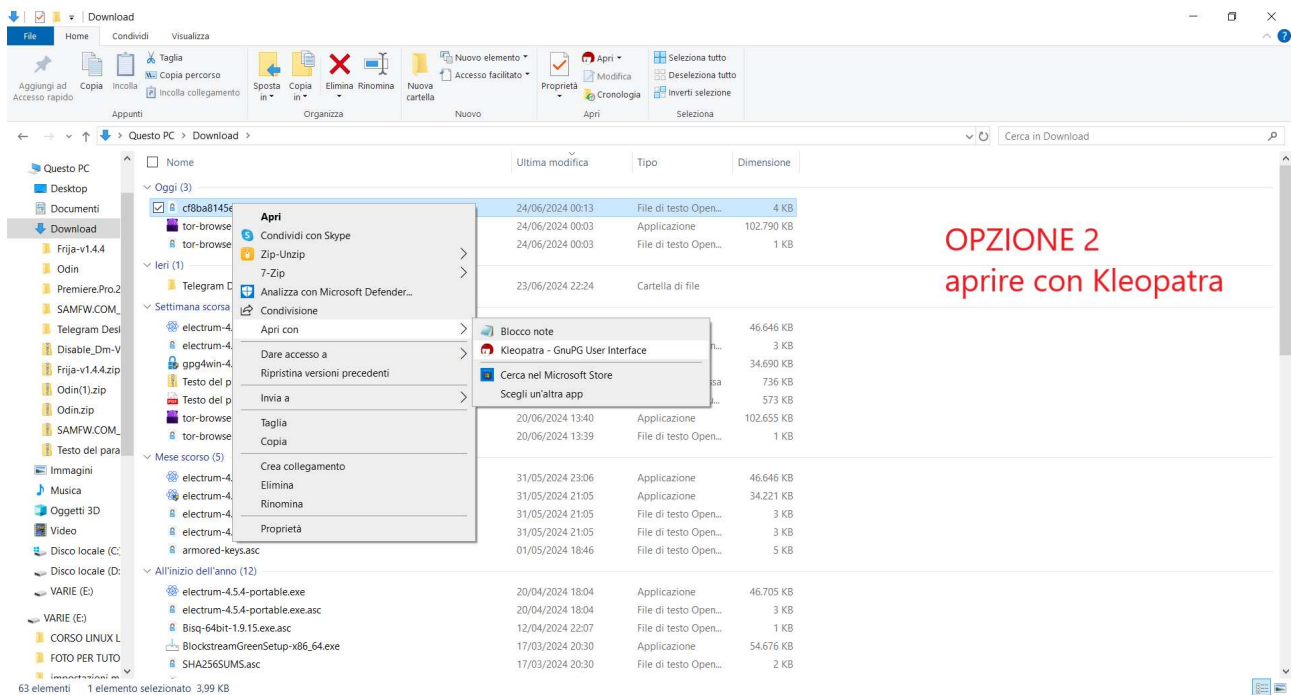 Download
File Home Condividi Visualizza
Aggiungi ad Accesso rapido
Copia
Incolla
Taglia
Copia percorso
Incolla collegamento
Appunti
Sposta in
Copia in
Elimina
Rinomina
Organizza
Nuova cartella
Nuovo elemento
Accesso facilitato
Nuovo
Proprietà
Apri
Modifica
Cronologia
Apri
Seleziona tutto
Deseleziona tutto
Inverti selezione
Seleziona
Questo PC > Download >
Cerca in Download
Questo PC
Desktop
Documenti
Download
Frija-v1.4.4
Odin
Premiere.Pro.2
SAMFW.COM_
Telegram Desk
Disable_Dm-V
Frija-v1.4.4.zip
Odin(1).zip
Odin.zip
SAMFW.COM_
Testo del para
Immagini
Musica
Oggetti 3D
Video
Disco locale (C:)
Disco locale (D:
VARIE (E:)
VARIE (E:)
CORSO LINUX L
FOTO PER TUTO
Nome Ultima modifica Tipo Dimensione
Oggi (3)
cf8ba8145e 24/06/2024 00:13 File di testo Open... 4 KB
tor-browse 24/06/2024 00:03 Applicazione 102.790 KB
tor-browse 24/06/2024 00:03 File di testo Open... 1 KB
Ieri (1)
Telegram D 23/06/2024 22:24 Cartella di file
Settimana scorsa
electrum-4. 46.646 KB
electrum-4. 3 KB
gpg4win-4. 34.690 KB
Testo del p 736 KB
Testo del p 573 KB
tor-browse 20/06/2024 13:40 Applicazione 102.655 KB
tor-browse 20/06/2024 13:39 File di testo Open... 1 KB
Mese scorso (5)
electrum-4. 31/05/2024 23:06 Applicazione 46.646 KB
electrum-4. 31/05/2024 21:05 Applicazione 34.221 KB
electrum-4. 31/05/2024 21:05 File di testo Open... 3 KB
electrum-4. 31/05/2024 21:05 File di testo Open... 3 KB
armored-keys.asc 01/05/2024 18:46 File di testo Open... 5 KB
All'inizio dell'anno (12)
electrum-4.5.4-portable.exe 20/04/2024 18:04 Applicazione 46.705 KB
electrum-4.5.4-portable.exe.asc 20/04/2024 18:04 File di testo Open... 3 KB
Bisq-64bit-1.9.15.exe.asc 12/04/2024 22:07 File di testo Open... 1 KB
BlockstreamGreenSetup-x86_64.exe 17/03/2024 20:30 Applicazione 54.676 KB
SHA256SUMS.asc 17/03/2024 20:30 File di testo Open... 2 KB
Apri
Condividi con Skype
Zip-Unzip
7-Zip
Analizza con Microsoft Defender...
Condivisione
Apri con
Dare accesso a
Ripristina versioni precedenti
Invia a
Taglia
Copia
Crea collegamento
Elimina
Rinomina
Proprietà
Blocco note
Kleopatra - GnuPG User Interface
Cerca nel Microsoft Store
Scegli un'altra app
OPZIONE 2
aprire con Kleopatra
63 elementi 1 elemento selezionato 3,99 KB